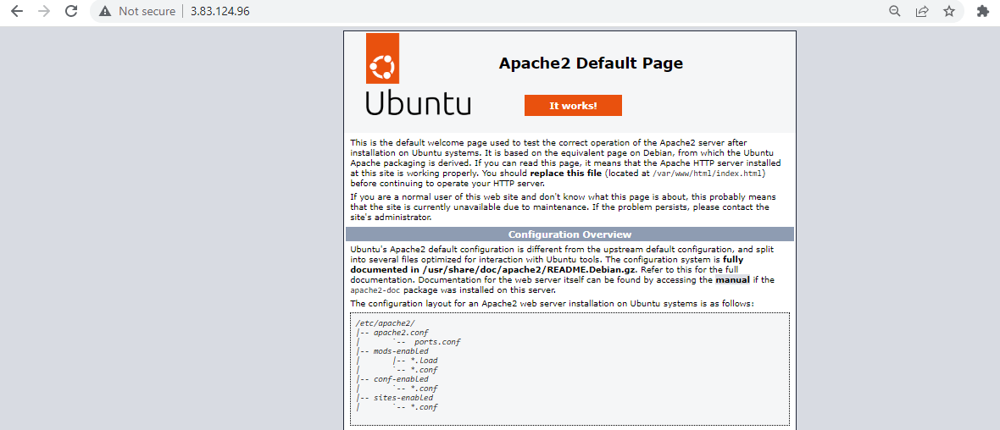 Not secure | 3.83.124.96
Apache2 Default Page
Ubuntu
It works!
This is the default welcome page used to test the correct operation of the Apache2 server after
installation on Ubuntu systems. It is based on the equivalent page on Debian, from which the Ubuntu
Apache packaging is derived. If you can read this page, it means that the Apache HTTP server installed
at this site is working properly. You should replace this file (located at /var/www/html/index.html)
before continuing to operate your HTTP server.
If you are a normal user of this web site and don't know what this page is about, this probably means
that the site is currently unavailable due to maintenance. If the problem persists, please contact the
site's administrator.
Configuration Overview
Ubuntu's Apache2 default configuration is different from the upstream default configuration, and split
into several files optimized for interaction with Ubuntu tools. The configuration system is fully
documented in /usr/share/doc/apache2/README.Debian.gz. Refer to this for the full
documentation. Documentation for the web server itself can be found by accessing the manual if the
apache2-doc package was installed on this server.
The configuration layout for an Apache2 web server installation on Ubuntu systems is as follows:
/etc/apache2/
|-- apache2.conf
|       `--  ports.conf
|-- mods-enabled
|       |-- *.load
|       `-- *.conf
|-- conf-enabled
|       `-- *.conf
|-- sites-enabled
|       `-- *.conf